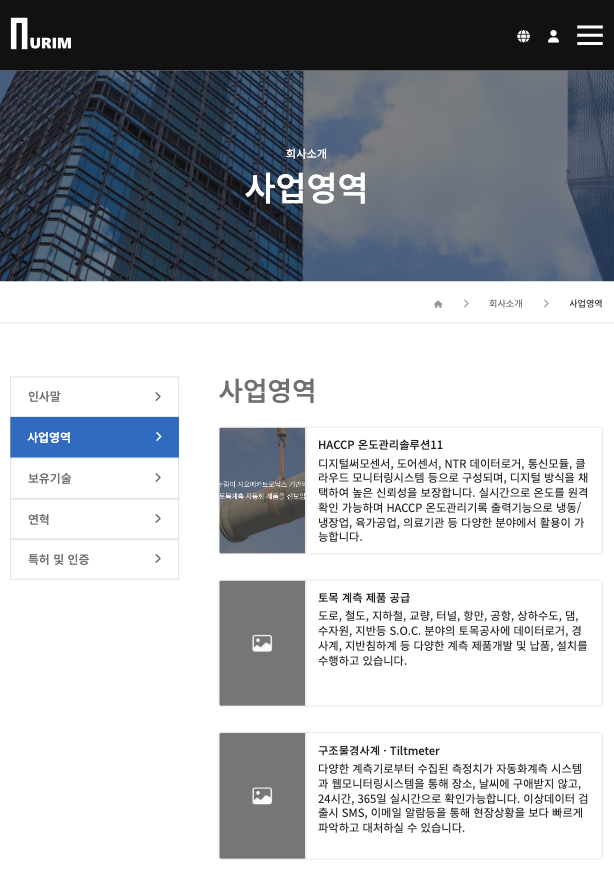 NURIM
회사소개
사업영역
회사소개
사업영역
인사말
사업영역
보유기술
연혁
특허 및 인증
사업영역
HACCP 온도관리솔루션11
디지털써모센서, 도어센서, NTR 데이터로거, 통신모듈, 클
라우드 모니터링시스템 등으로 구성되며, 디지털 방식을 채
택하여 높은 신뢰성을 보장합니다. 실시간으로 온도를 원격
확인 가능하며 HACCP 온도관리기록 출력기능으로 냉동/
냉장업, 육가공업, 의료기관 등 다양한 분야에서 활용이 가
능합니다.
토목 계측 제품 공급
도로, 철도, 지하철, 교량, 터널, 항만, 공항, 상하수도, 댐,
수자원, 지반등 S.O.C. 분야의 토목공사에 데이터로거, 경
사계, 지반침하계 등 다양한 계측 제품개발 및 납품, 설치를
수행하고 있습니다.
구조물경사계 · Tiltmeter
다양한 계측기로부터 수집된 측정치가 자동화계측 시스템
과 웹모니터링시스템을 통해 장소, 날씨에 구애받지 않고,
24시간, 365일 실시간으로 확인가능합니다. 이상데이터 검
출시 SMS, 이메일 알람등을 통해 현장상황을 보다 빠르게
파악하고 대처하실 수 있습니다.